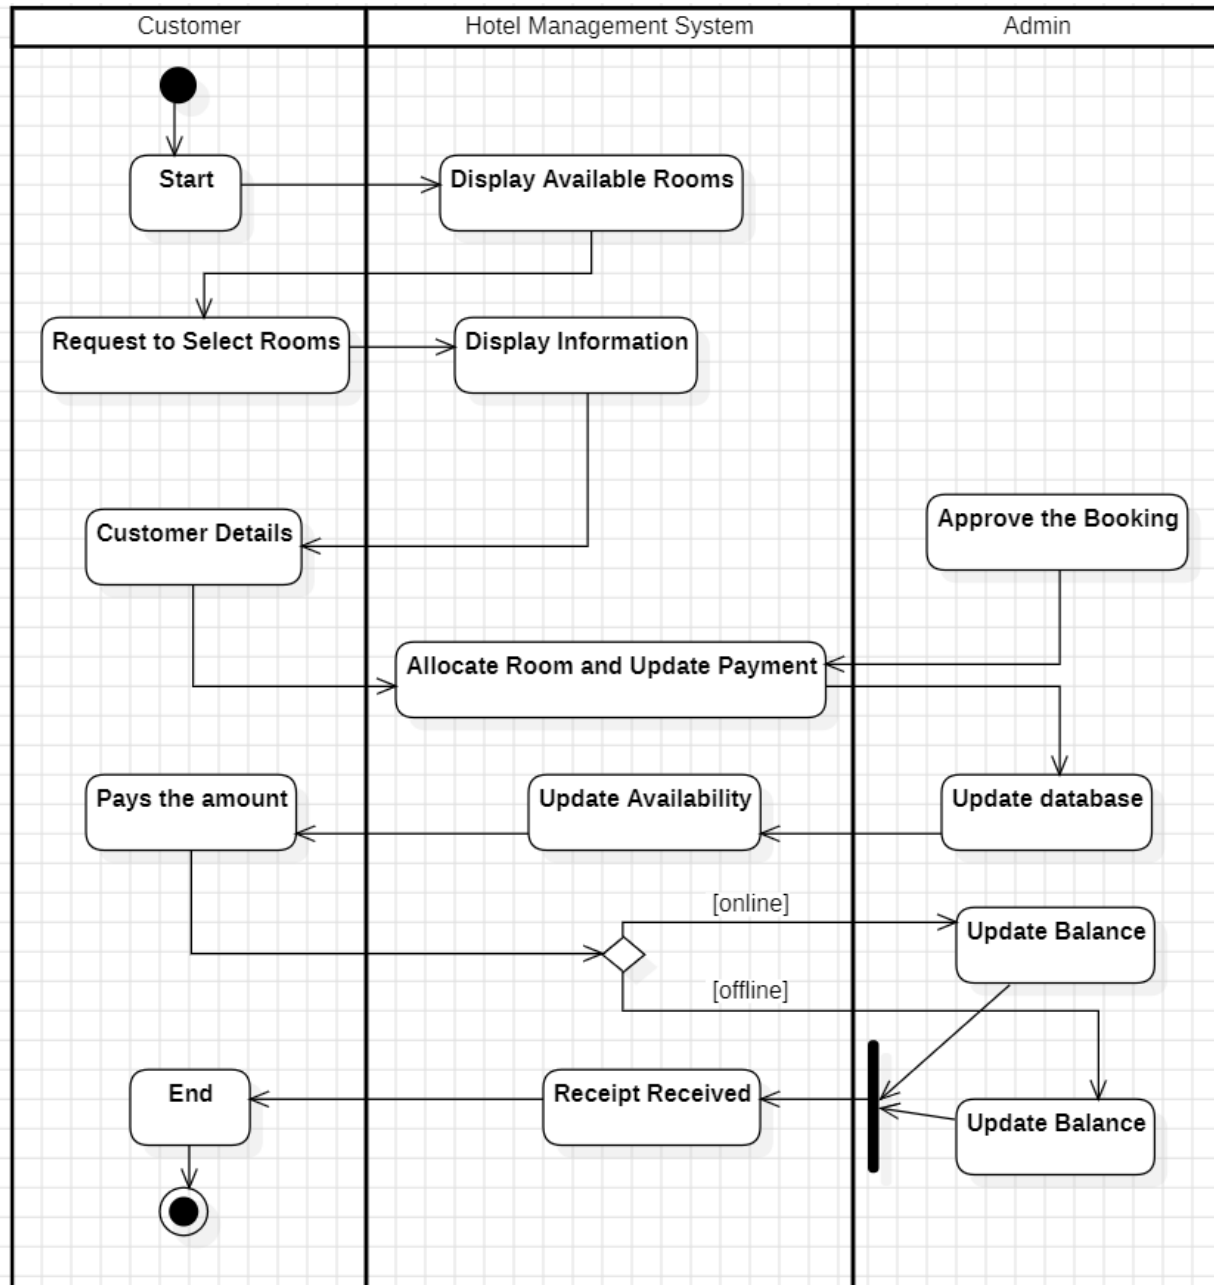 Customer
Hotel Management System
Admin
Start
Display Available Rooms
Request to Select Rooms
Display Information
Customer Details
Approve the Booking
Allocate Room and Update Payment
Pays the amount
Update Availability
Update database
[online]
Update Balance
[offline]
End
Receipt Received
Update Balance